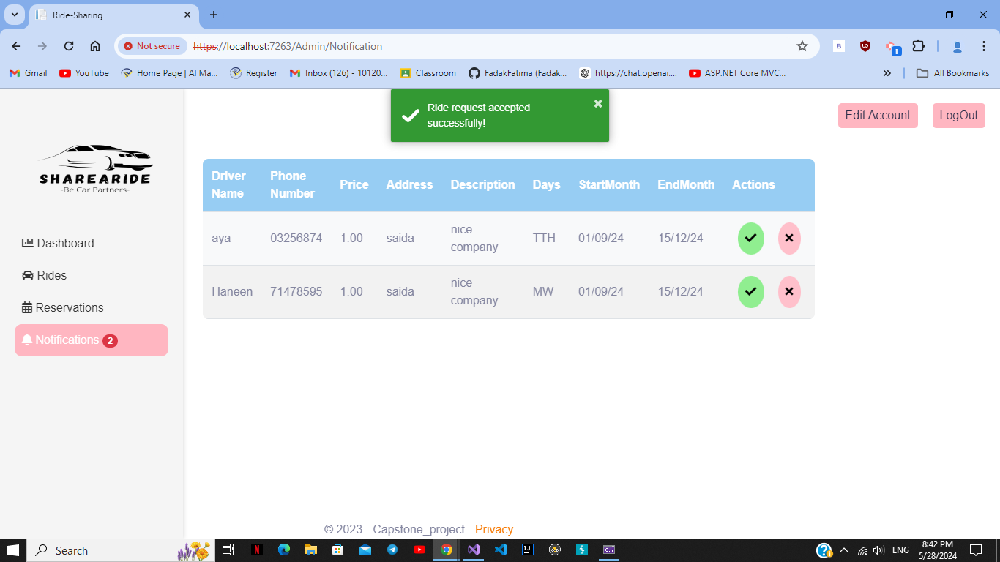 Ride-Sharing
Not secure
https://localhost:7263/Admin/Notification
B
1
Gmail
YouTube
Home Page | AI Ma...
Register
Inbox (126) - 10120...
Classroom
FadakFatima (Fadak...
https://chat.openai....
ASP.NET Core MVC...
All Bookmarks
Ride request accepted
successfully!
Edit Account
LogOut
SHAREARIDE
-Be Car Partners-
Dashboard
Rides
Reservations
Notifications 2
Driver Name Phone Number Price Address Description Days StartMonth EndMonth Actions
aya 03256874 1.00 saida nice company TTH 01/09/24 15/12/24
Haneen 71478595 1.00 saida nice company MW 01/09/24 15/12/24
© 2023 - Capstone_project - Privacy
Search
ENG
8:42 PM
5/28/2024